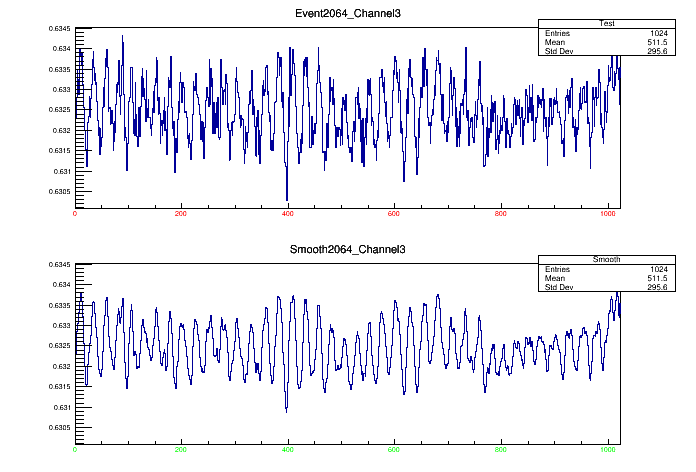 Event2064_Channel3
Test
Entries 1024
Mean 511.5
Std Dev 295.6
0.6345
0.634
0.6335
0.633
0.6325
0.632
0.6315
0.631
0.6305
0 200 400 600 800 1000
Smooth2064_Channel3
Smooth
Entries 1024
Mean 511.5
Std Dev 295.6
0.6345
0.634
0.6335
0.633
0.6325
0.632
0.6315
0.631
0.6305
0 200 400 600 800 1000